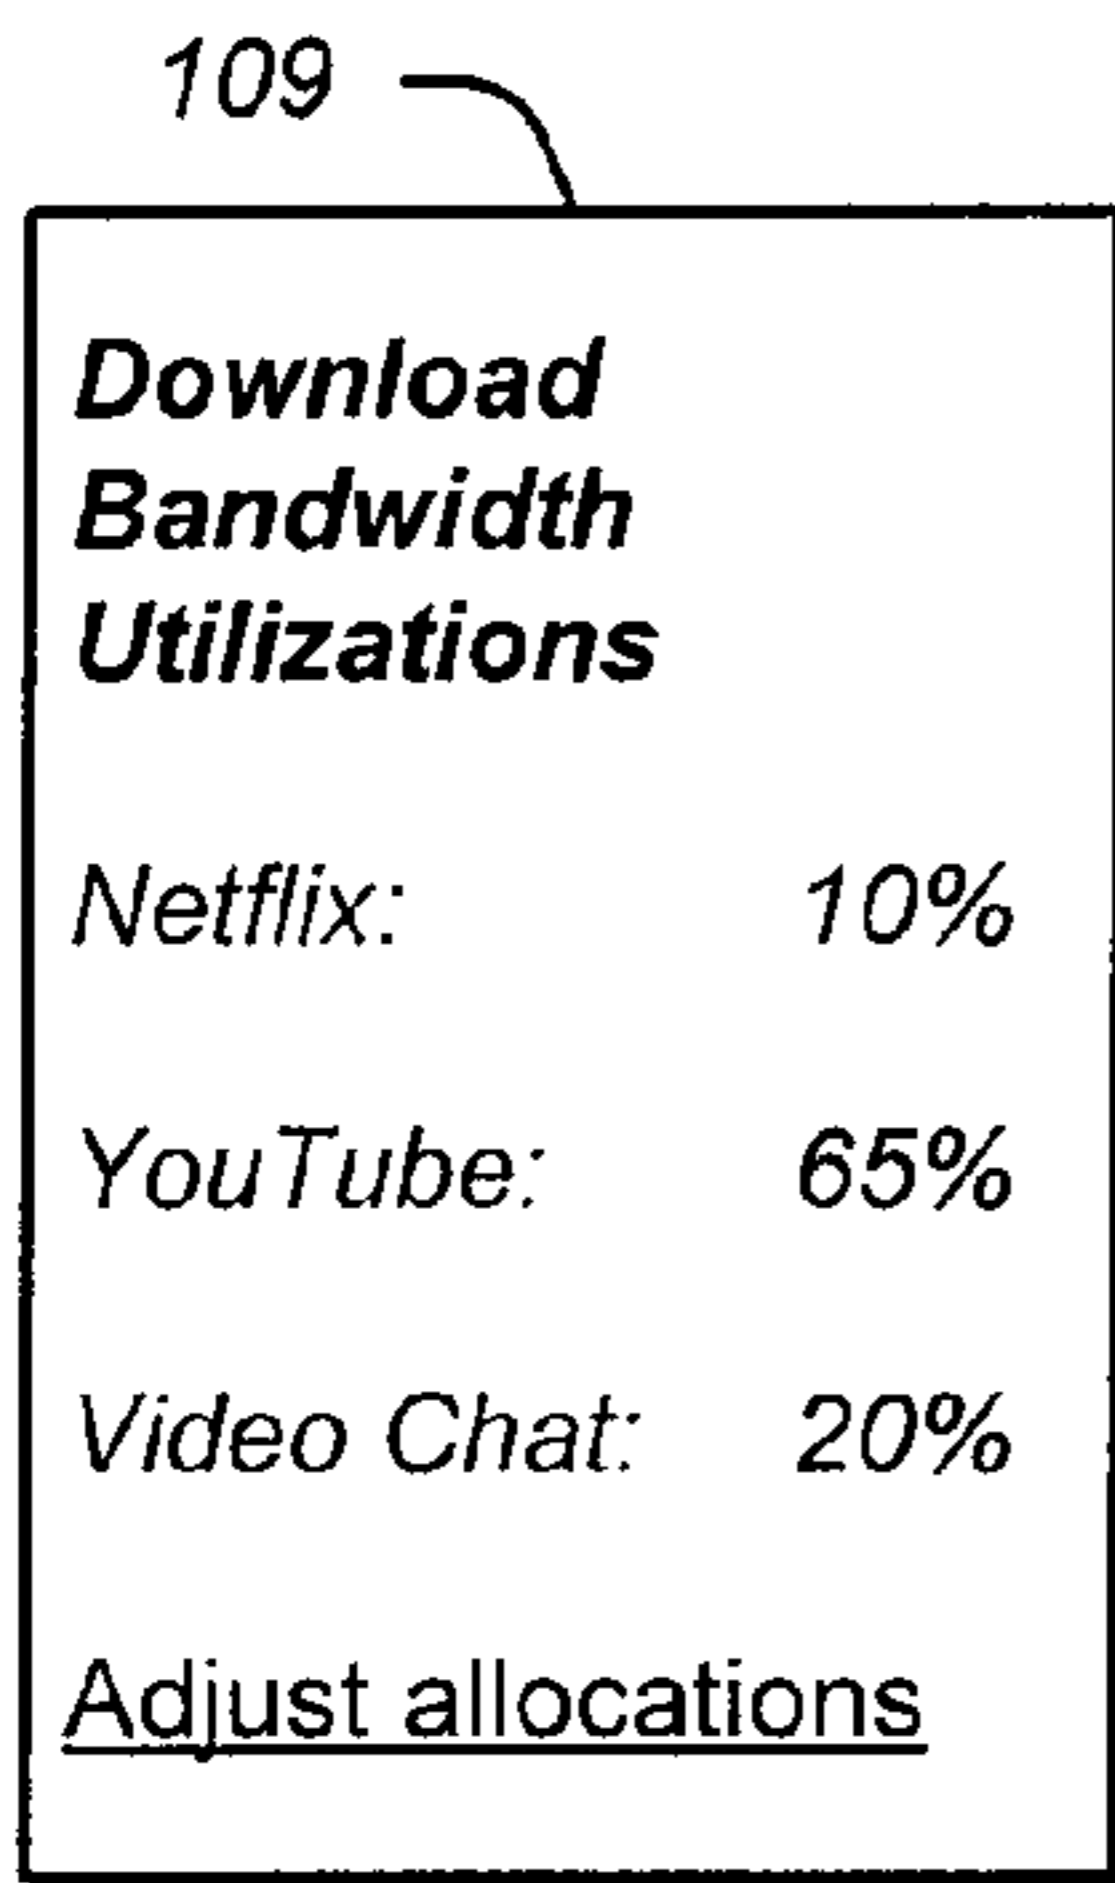 109
Download
Bandwidth
Utilizations
Netflix: 10%
YouTube: 65%
Video Chat: 20%
Adjust allocations